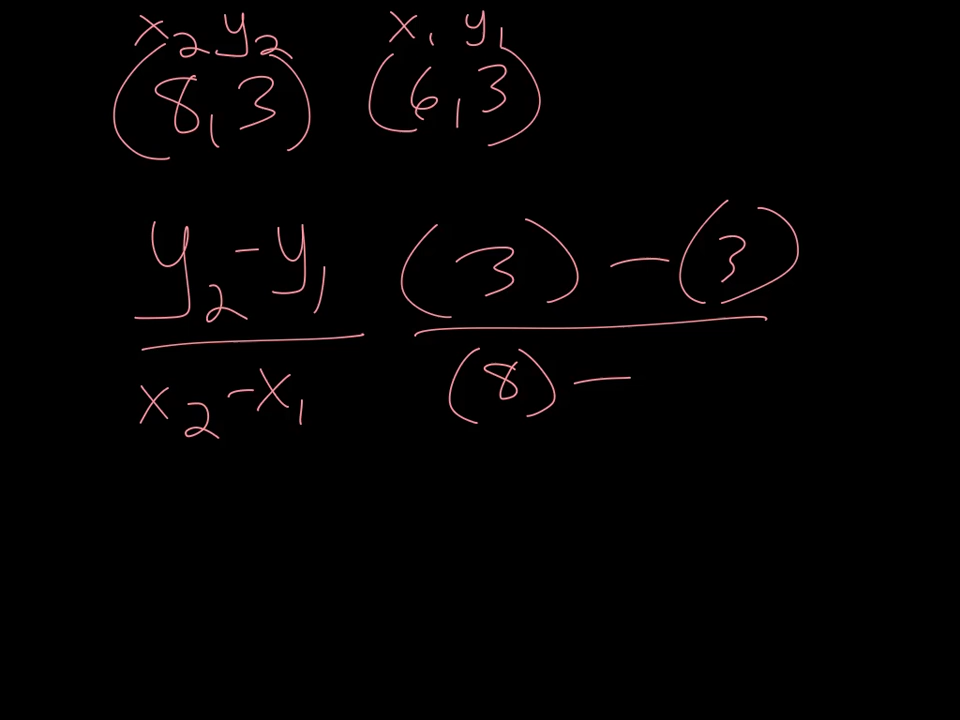 x₂ y₂ x₁ y₁
(8,3) (6,3)
y₂-y₁ (3) - (3)
x₂-x₁ (8) -